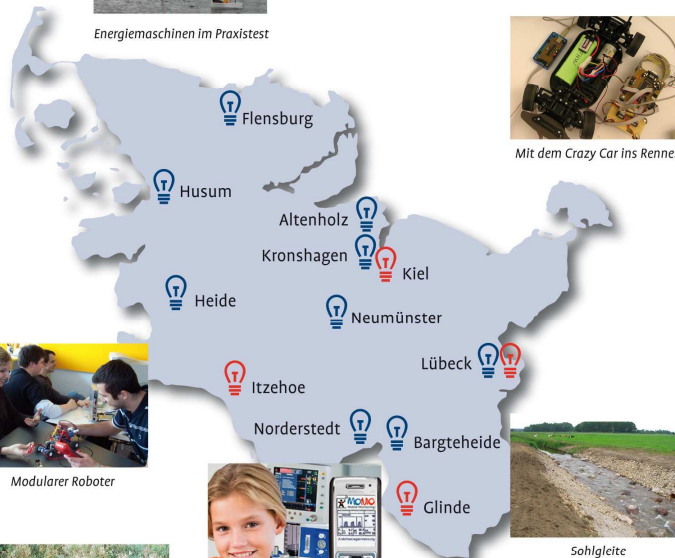 Energiemaschinen im Praxistest
Mit dem Crazy Car ins Renne
Flensburg
Husum
Altenholz
Kronshagen
Kiel
Heide
Neumünster
Lübeck
Itzehoe
Norderstedt
Bargteheide
Glinde
Modularer Roboter
MoMo
Sohlgleite